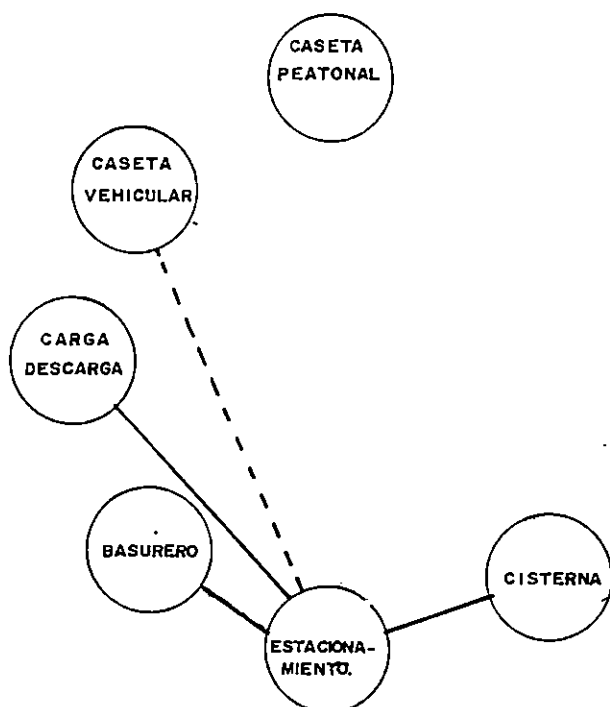 CASETA
PEATONAL
CASETA
VEHICULAR
CARGA
DESCARGA
BASURERO
CISTERNA
ESTACIONA-
MIENTO.